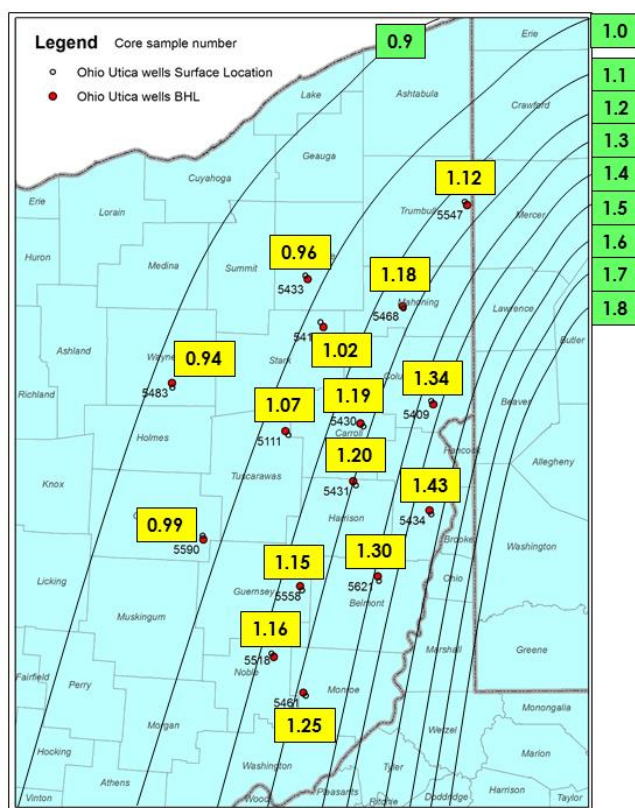 Legend Core sample number
Ohio Utica wells Surface Location
Ohio Utica wells BHL
0.9
1.0
1.1
1.2
1.3
1.4
1.5
1.6
1.7
1.8
Erie
Lake
Ashtabula
Crawford
Geauga
Cuyahoga
1.12
Trumbull
5547
Mercer
Erie
Lorain
Huron
Medina
Summit
0.96
5433
1.18
5468
Mahoning
Lawrence
Butler
Ashland
Wayne
0.94
5483
Stark
541
1.02
Richland
1.34
5409
Beaver
1.07
5111
1.19
5430
Carroll
Holmes
Hancock
Allegheny
Knox
Tuscarawas
1.20
5431
Harrison
1.43
5434
0.99
5590
Brooke
Washington
Ohio
Licking
Guernsey
1.15
5558
1.30
5621
Belmont
Muskingum
Marshall
Greene
1.16
5518
Noble
Fairfield
Perry
5461
Monroe
1.25
Monongalia
Morgan
Wetzel
Marion
Hocking
Washington
Tyler
Vinton
Athens
Wood
Pleasants
Ritchie
Doddridge
Harrison
Taylor